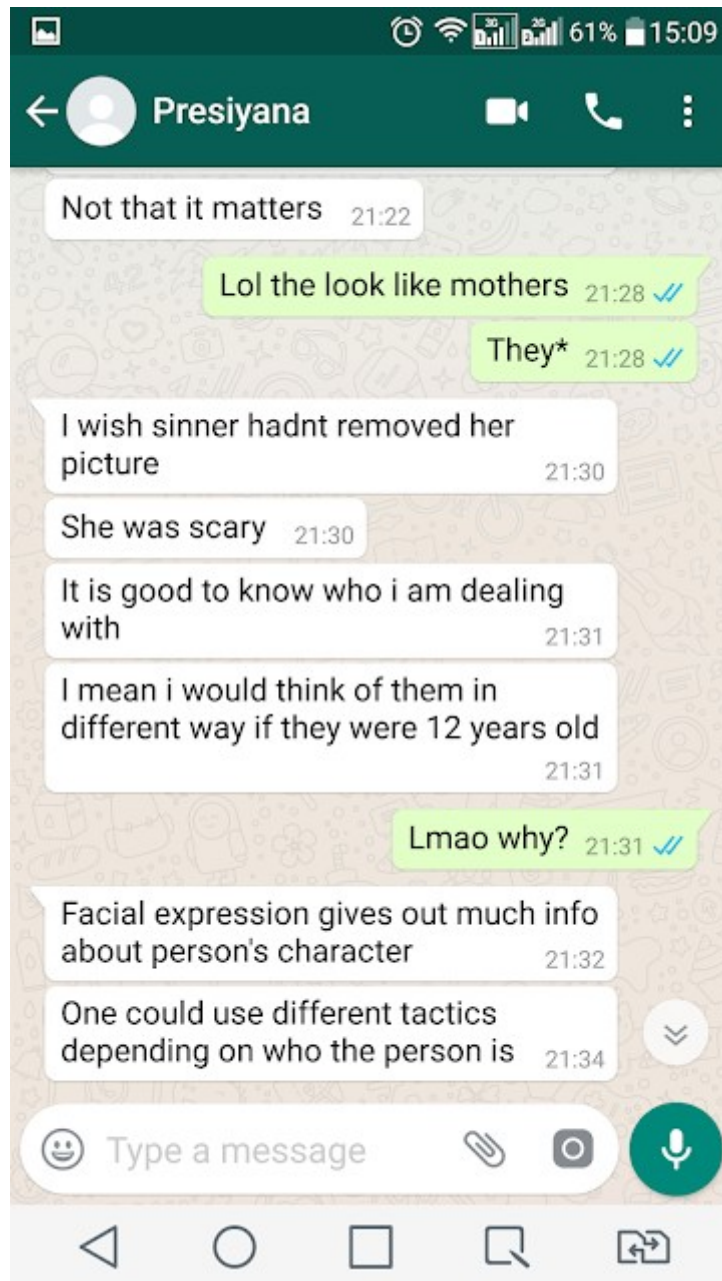 61% 15:09
Presiyana
Not that it matters 21:22
Lol the look like mothers 21:28
They* 21:28
I wish sinner hadnt removed her
picture 21:30
She was scary 21:30
It is good to know who i am dealing
with 21:31
I mean i would think of them in
different way if they were 12 years old
21:31
Lmao why? 21:31
Facial expression gives out much info
about person's character 21:32
One could use different tactics
depending on who the person is 21:34
Type a message